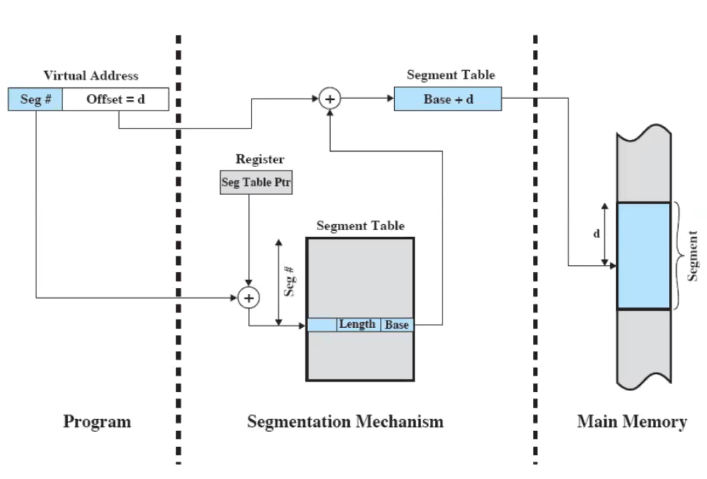 Virtual Address
Seg # Offset = d
Segment Table
Base + d
Register
Seg Table Ptr
Segment Table
Seg #
Length Base
d
Segment
Program
Segmentation Mechanism
Main Memory